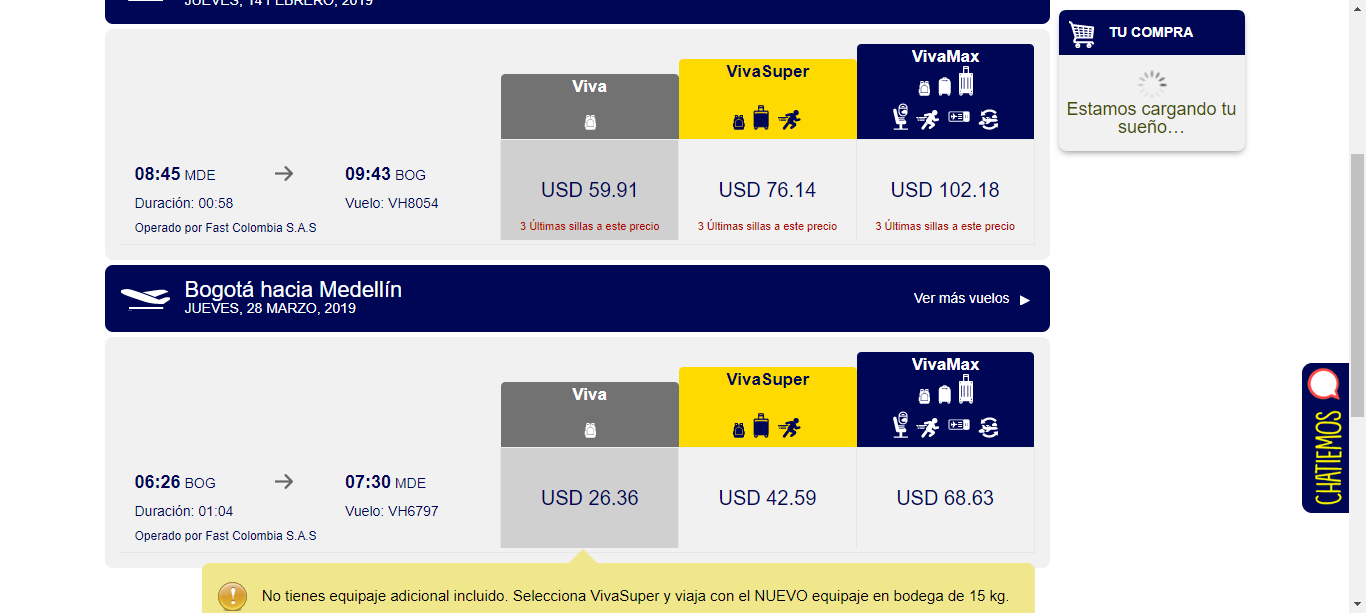 JUEVES, 14 FEBRERO, 2019
TU COMPRA
Estamos cargando tu
sueño…
Viva
VivaSuper
VivaMax
08:45 MDE
09:43 BOG
Duración: 00:58
Vuelo: VH8054
Operado por Fast Colombia S.A.S
USD 59.91
3 Últimas sillas a este precio
USD 76.14
3 Últimas sillas a este precio
USD 102.18
3 Últimas sillas a este precio
Bogotá hacia Medellín
JUEVES, 28 MARZO, 2019
Ver más vuelos
Viva
VivaSuper
VivaMax
06:26 BOG
07:30 MDE
Duración: 01:04
Vuelo: VH6797
Operado por Fast Colombia S.A.S
USD 26.36
USD 42.59
USD 68.63
No tienes equipaje adicional incluido. Selecciona VivaSuper y viaja con el NUEVO equipaje en bodega de 15 kg.
CHATIEMOS